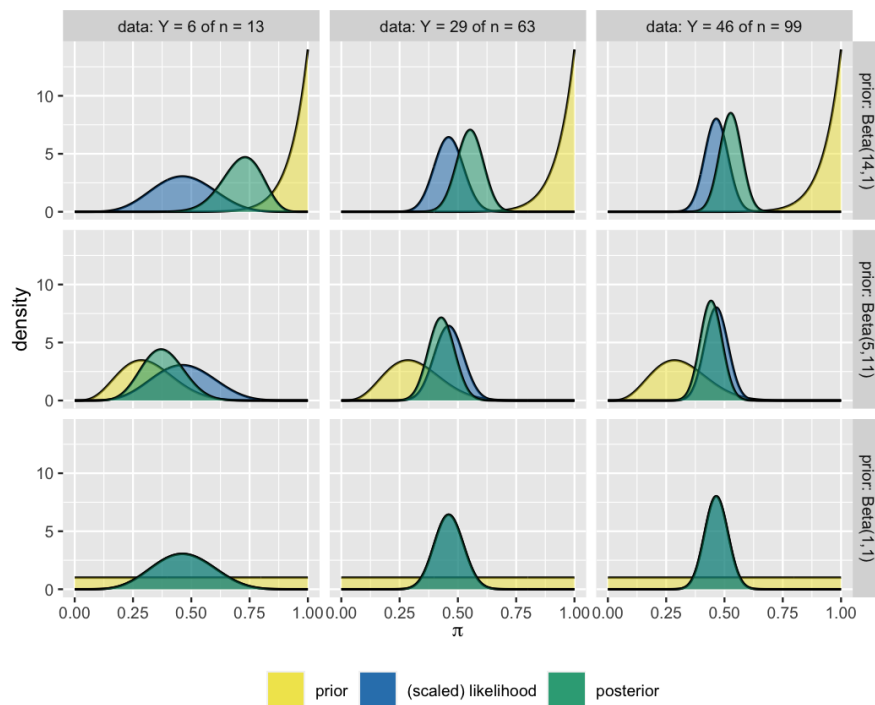 data: Y = 6 of n = 13
data: Y = 29 of n = 63
data: Y = 46 of n = 99
prior: Beta(14,1)
prior: Beta(5,11)
prior: Beta(1,1)
density
10
5
0
10
5
0
10
5
0
0.00 0.25 0.50 0.75 1.00
0.00 0.25 0.50 0.75 1.00
0.00 0.25 0.50 0.75 1.00
π
prior (scaled) likelihood posterior